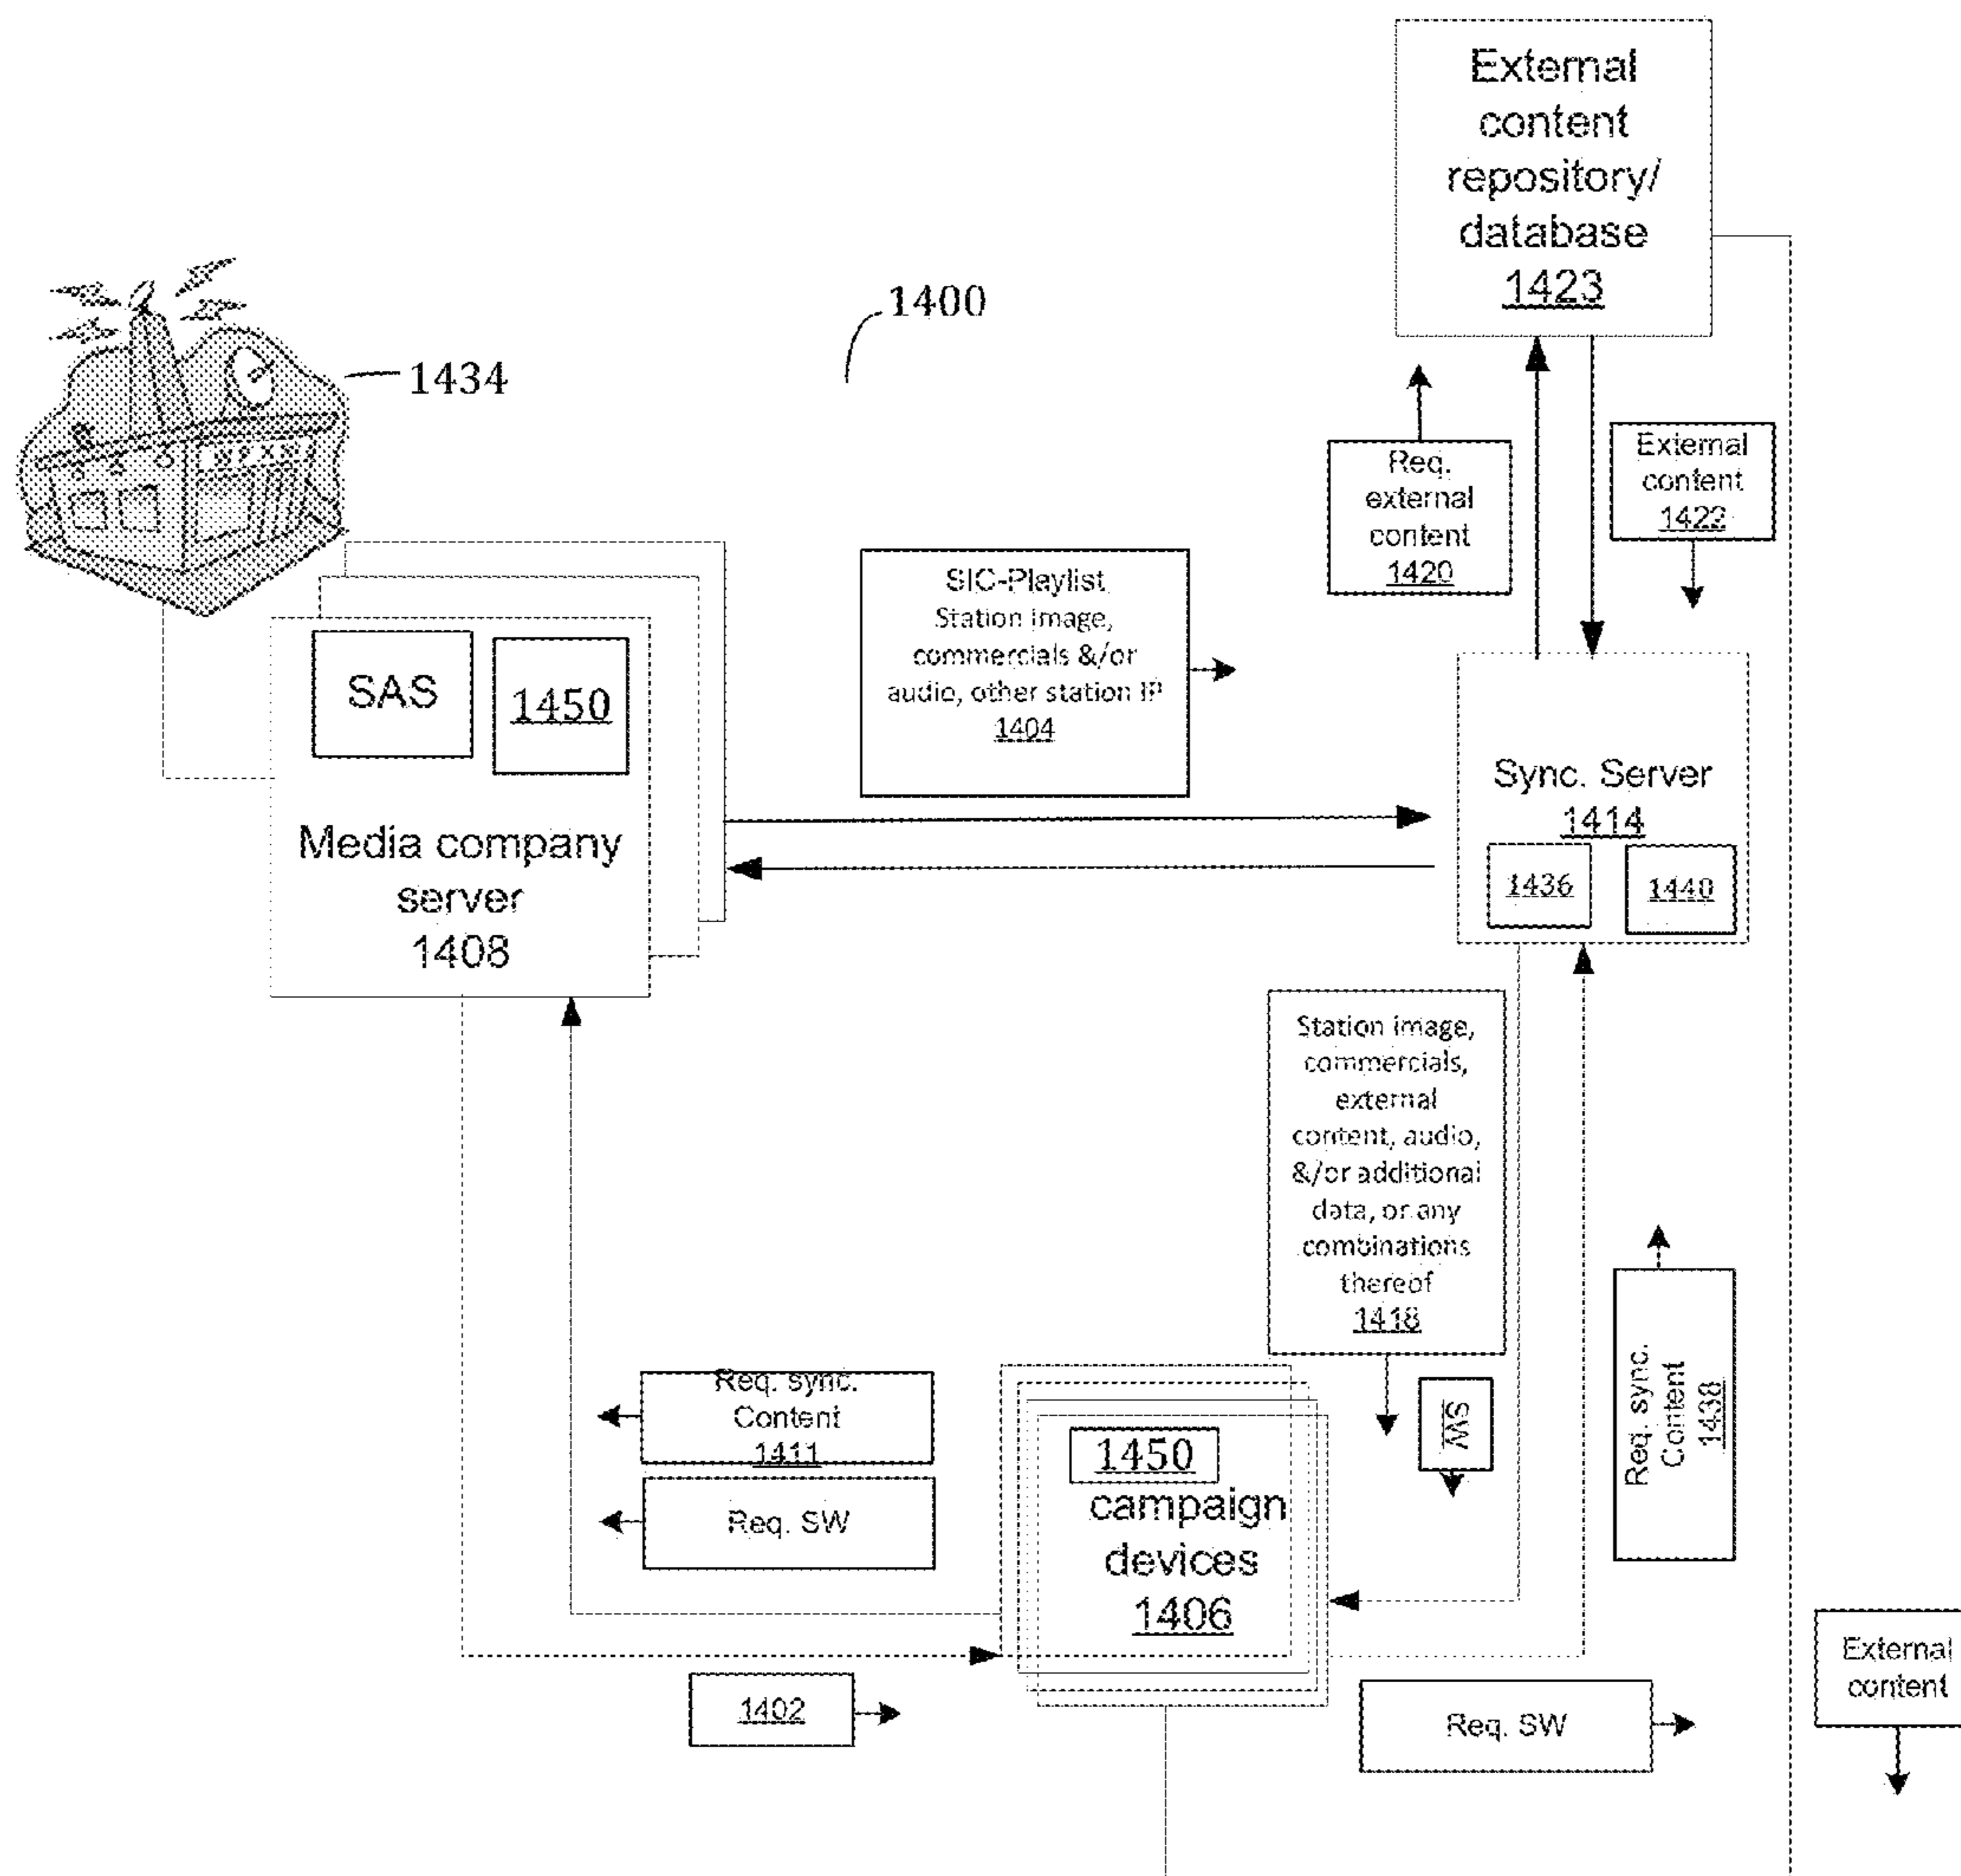 External
content
repository/
database
1423
1400
1434
Req.
external
content
1420
External
content
1422
SIC-Playlist
Station image,
commercials &/or
audio, other station IP
1404
SAS
1450
Media company
server
1408
Sync. Server
1414
1436
1440
Station image,
commercials,
external
content, audio,
&/or additional
data, or any
combinations
thereof
1418
SW
Req. sync.
Content
1438
Req. sync.
Content
1411
Req. SW
1450
campaign
devices
1406
1402
Req. SW
External
content